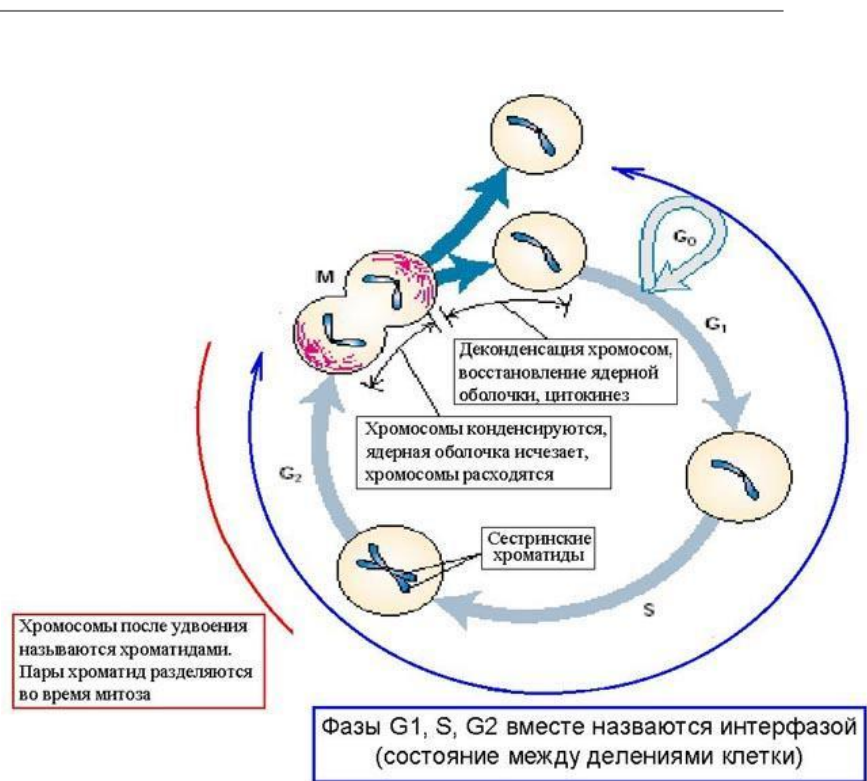 G₀
M
G₁
Деконденсация хромосом,
восстановление ядерной
оболочки, цитокинез
Хромосомы конденсируются,
ядерная оболочка исчезает,
хромосомы расходятся
G₂
Сестринские
хроматиды
S
Хромосомы после удвоения
называются хроматидами.
Пары хроматид разделяются
во время митоза
Фазы G1, S, G2 вместе назваются интерфазой
(состояние между делениями клетки)